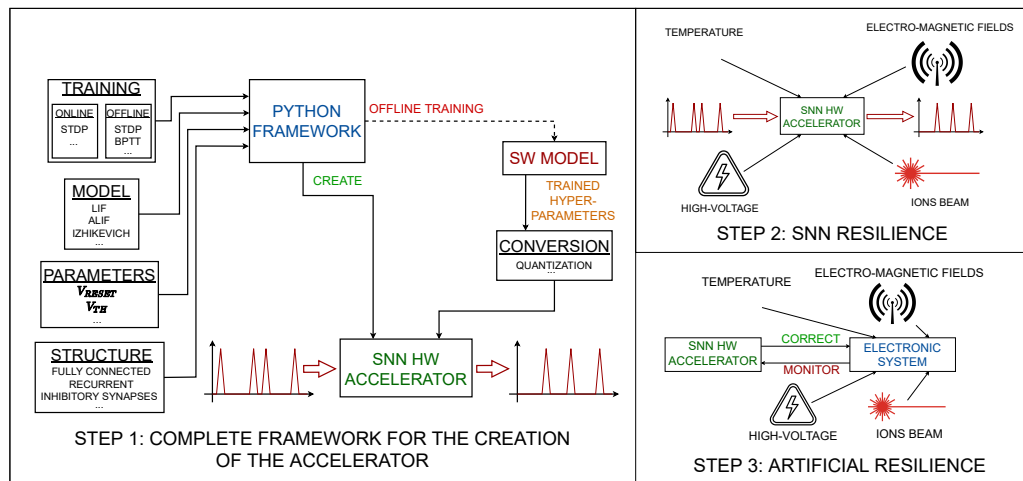 TRAINING
ONLINE
STDP
...
OFFLINE
STDP
BPTT
...
MODEL
LIF
ALIF
IZHIKEVICH
...
PARAMETERS
V_RESET
V_TH
...
STRUCTURE
FULLY CONNECTED
RECURRENT
INHIBITORY SYNAPSES
...
PYTHON
FRAMEWORK
OFFLINE TRAINING
CREATE
SW MODEL
TRAINED
HYPER-
PARAMETERS
CONVERSION
QUANTIZATION
...
SNN HW
ACCELERATOR
STEP 1: COMPLETE FRAMEWORK FOR THE CREATION
OF THE ACCELERATOR
TEMPERATURE
ELECTRO-MAGNETIC FIELDS
SNN HW
ACCELERATOR
HIGH-VOLTAGE
IONS BEAM
STEP 2: SNN RESILIENCE
TEMPERATURE
ELECTRO-MAGNETIC FIELDS
SNN HW
ACCELERATOR
CORRECT
MONITOR
ELECTRONIC
SYSTEM
HIGH-VOLTAGE
IONS BEAM
STEP 3: ARTIFICIAL RESILIENCE